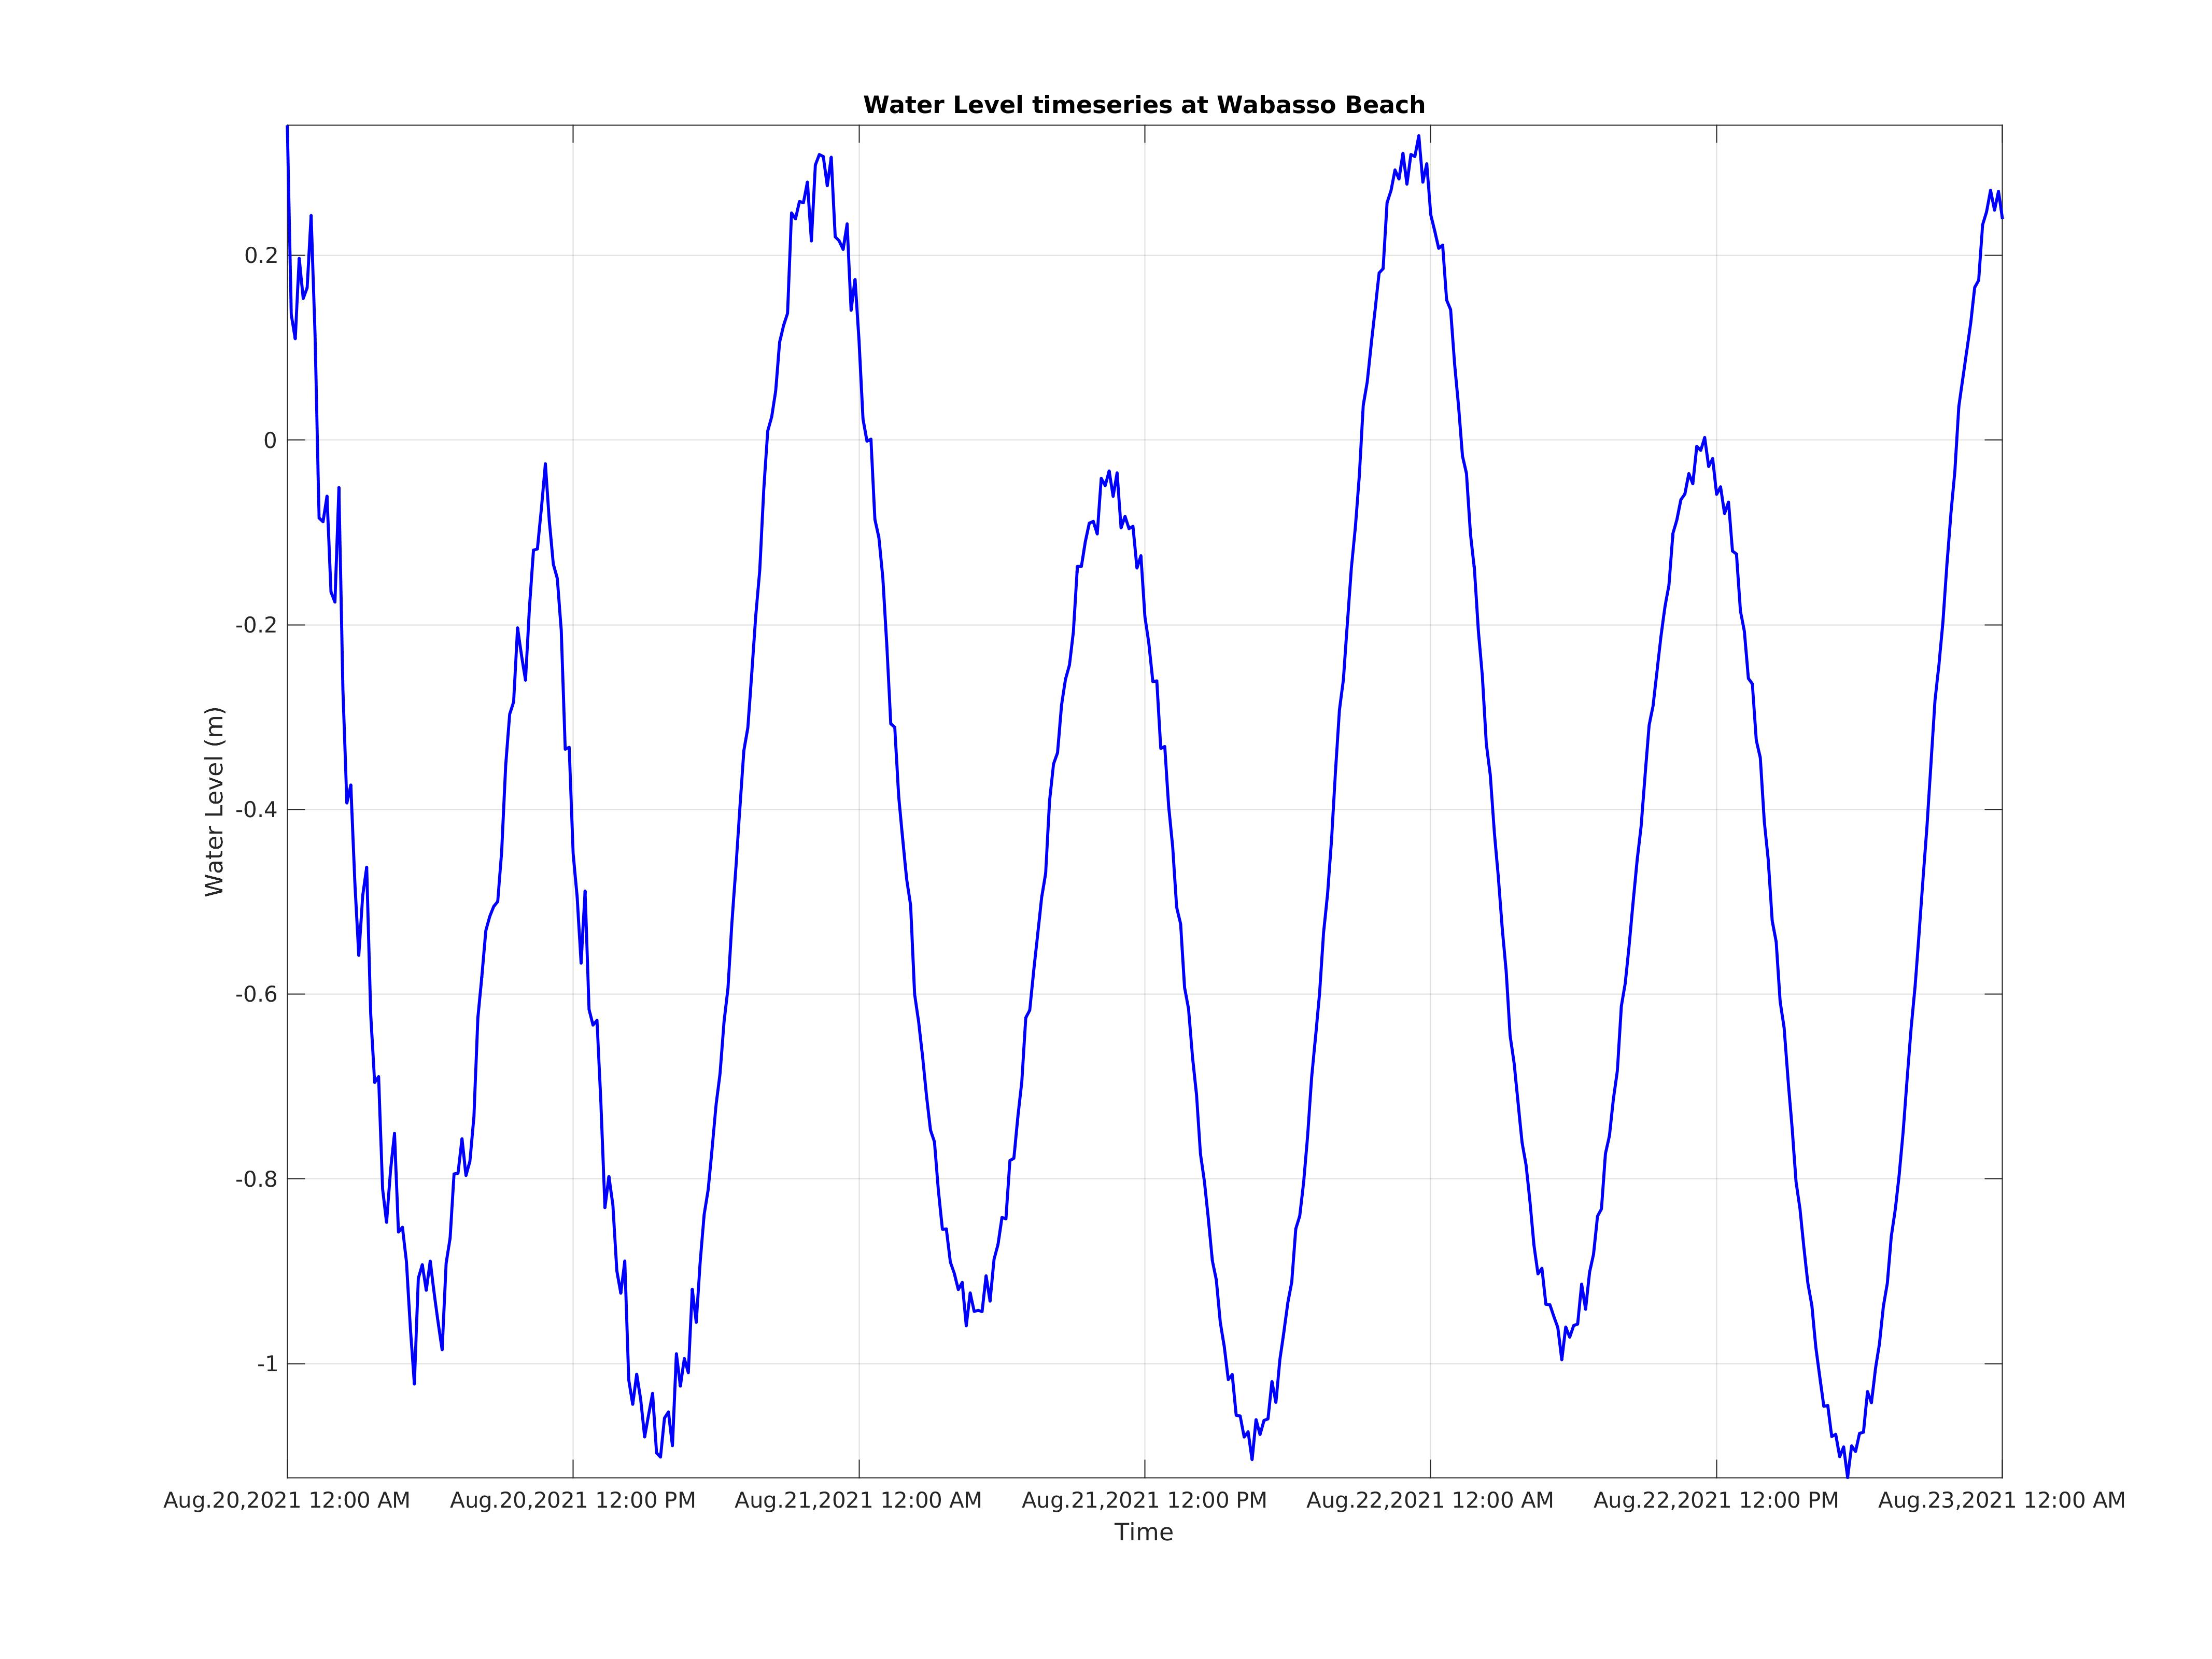 Water Level timeseries at Wabasso Beach
0.2
0
-0.2
-0.4
-0.6
-0.8
-1
Water Level (m)
Aug.20,2021 12:00 AM Aug.20,2021 12:00 PM Aug.21,2021 12:00 AM Aug.21,2021 12:00 PM Aug.22,2021 12:00 AM Aug.22,2021 12:00 PM Aug.23,2021 12:00 AM
Time